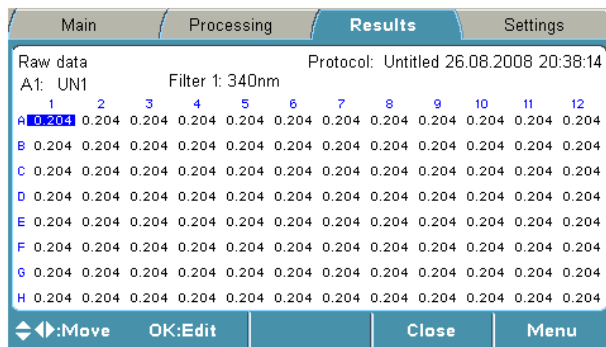 Main Processing Results Settings
Raw data Protocol: Untitled 26.08.2008 20:38:14
A1: UN1 Filter 1: 340nm
1 2 3 4 5 6 7 8 9 10 11 12
A 0.204 0.204 0.204 0.204 0.204 0.204 0.204 0.204 0.204 0.204 0.204 0.204
B 0.204 0.204 0.204 0.204 0.204 0.204 0.204 0.204 0.204 0.204 0.204 0.204
C 0.204 0.204 0.204 0.204 0.204 0.204 0.204 0.204 0.204 0.204 0.204 0.204
D 0.204 0.204 0.204 0.204 0.204 0.204 0.204 0.204 0.204 0.204 0.204 0.204
E 0.204 0.204 0.204 0.204 0.204 0.204 0.204 0.204 0.204 0.204 0.204 0.204
F 0.204 0.204 0.204 0.204 0.204 0.204 0.204 0.204 0.204 0.204 0.204 0.204
G 0.204 0.204 0.204 0.204 0.204 0.204 0.204 0.204 0.204 0.204 0.204 0.204
H 0.204 0.204 0.204 0.204 0.204 0.204 0.204 0.204 0.204 0.204 0.204 0.204
:Move OK:Edit Close Menu